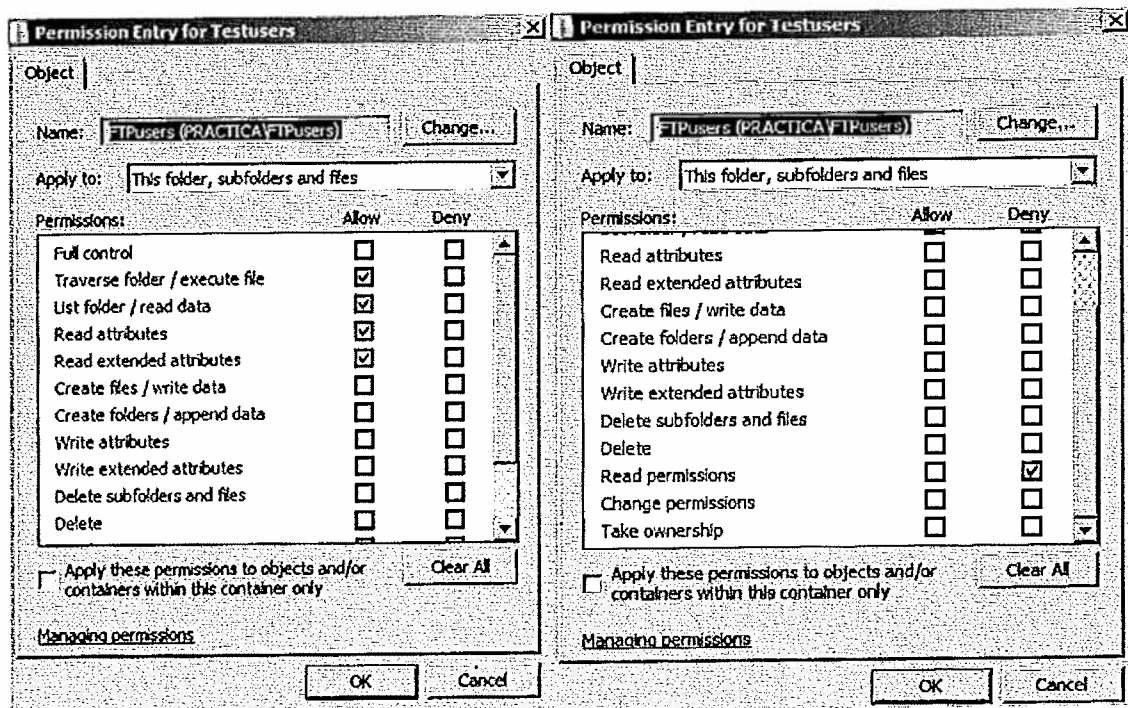 Permission Entry for Testusers
Object
Name: FTPusers (PRACTICA\FTPusers) Change...
Apply to: This folder, subfolders and files
Permissions: Allow Deny
Full control
Traverse folder / execute file
List folder / read data
Read attributes
Read extended attributes
Create files / write data
Create folders / append data
Write attributes
Write extended attributes
Delete subfolders and files
Delete
Apply these permissions to objects and/or
containers within this container only
Clear All
Managing permissions
OK Cancel
Permission Entry for Testusers
Object
Name: FTPusers (PRACTICA\FTPusers) Change...
Apply to: This folder, subfolders and files
Permissions: Allow Deny
Read attributes
Read extended attributes
Create files / write data
Create folders / append data
Write attributes
Write extended attributes
Delete subfolders and files
Delete
Read permissions
Change permissions
Take ownership
Apply these permissions to objects and/or
containers within this container only
Clear All
Managing permissions
OK Cancel